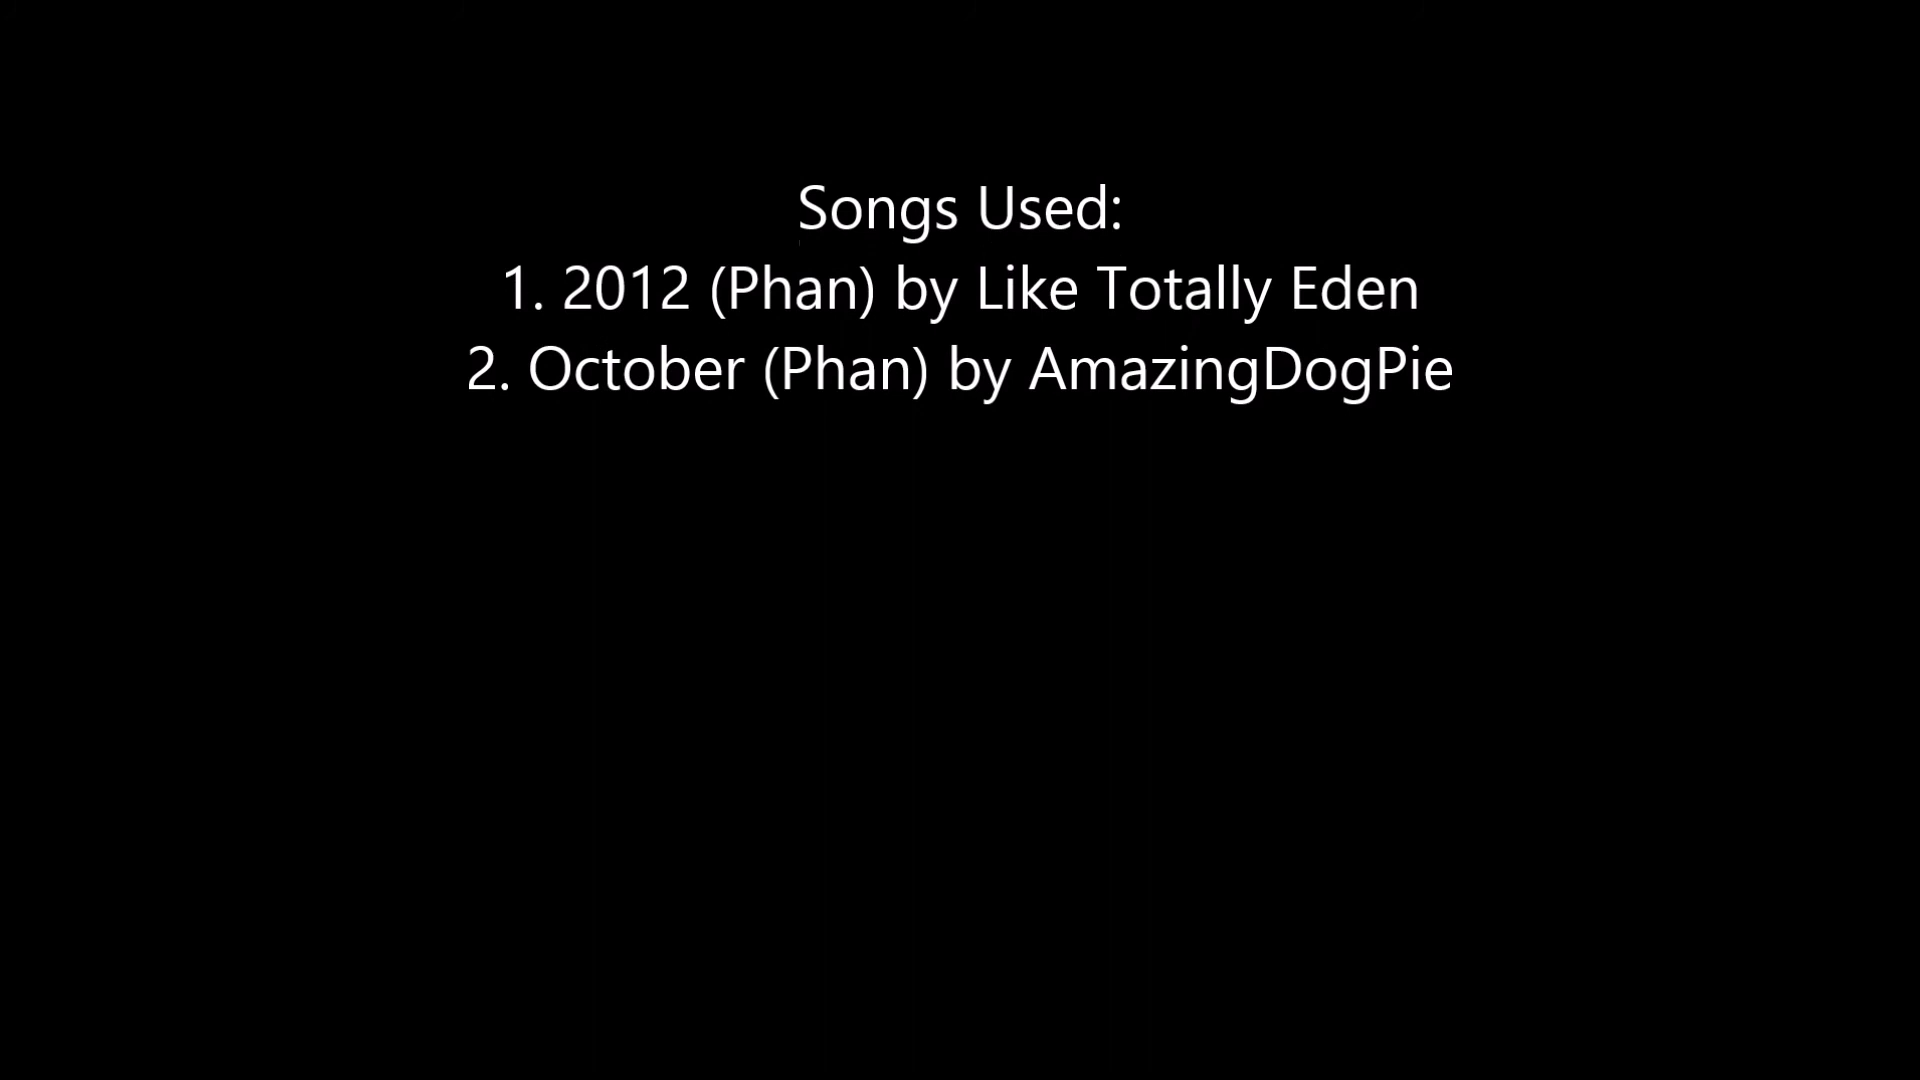 Songs Used:
1. 2012 (Phan) by Like Totally Eden
2. October (Phan) by AmazingDogPie